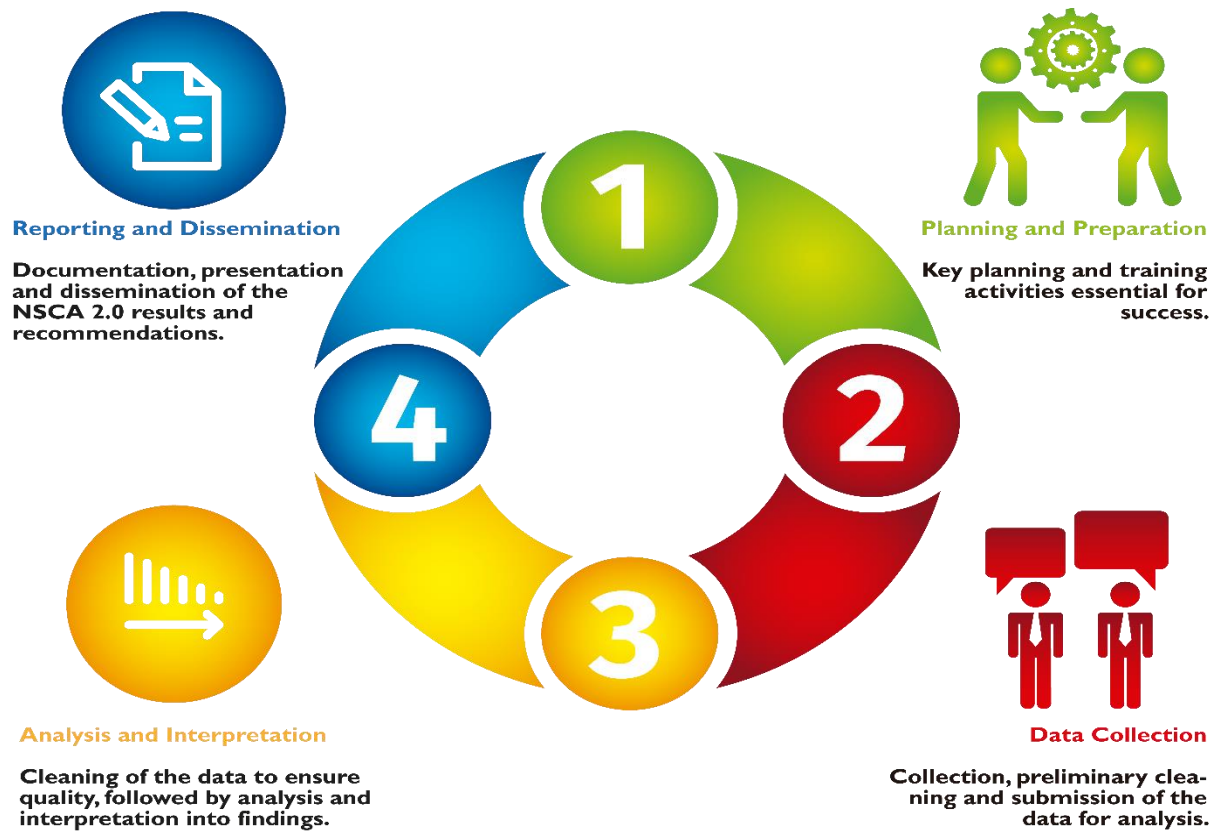 Reporting and Dissemination
Documentation, presentation
and dissemination of the
NSCA 2.0 results and
recommendations.
1
Planning and Preparation
Key planning and training
activities essential for
success.
4
2
3
Analysis and Interpretation
Cleaning of the data to ensure
quality, followed by analysis and
interpretation into findings.
Data Collection
Collection, preliminary clea-
ning and submission of the
data for analysis.